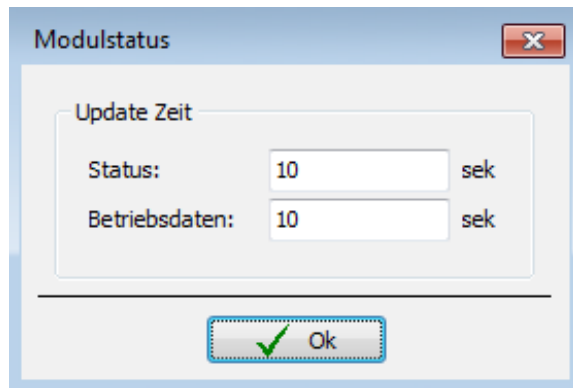 Modulstatus
Update Zeit
Status: 10 sek
Betriebsdaten: 10 sek
Ok